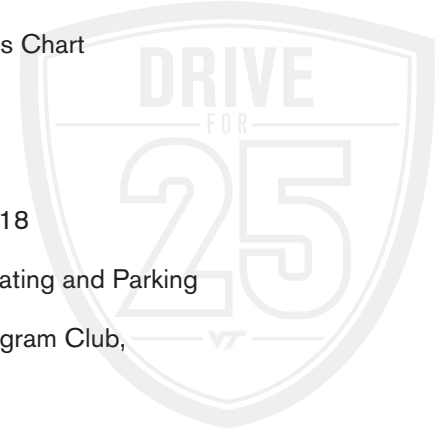 s Chart
DRIVE
FOR
25
18
ating and Parking
gram Club,
VT